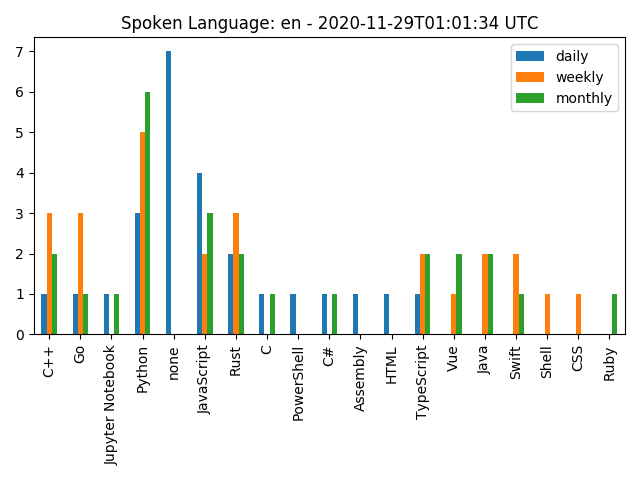 Spoken Language: en - 2020-11-29T01:01:34 UTC
daily
weekly
monthly
7
6
5
4
3
2
1
0
C++
Go
Jupyter Notebook
Python
none
JavaScript
Rust
C
PowerShell
C#
Assembly
HTML
TypeScript
Vue
Java
Swift
Shell
CSS
Ruby